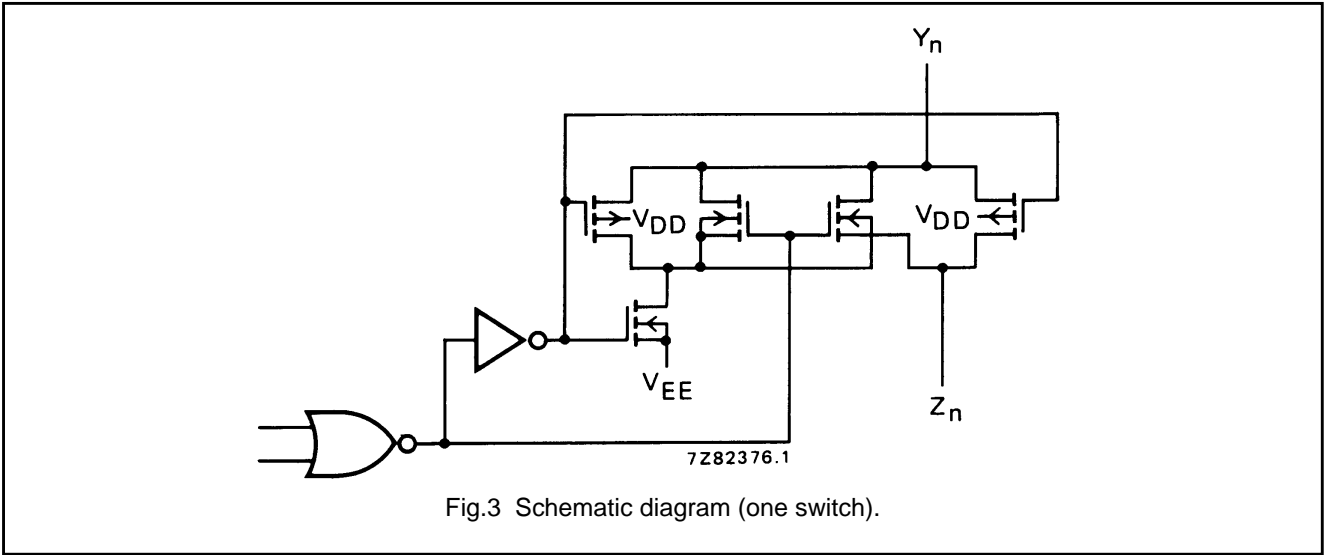 Yn
VDD
VDD
VEE
Zn
7Z82376.1
Fig.3 Schematic diagram (one switch).